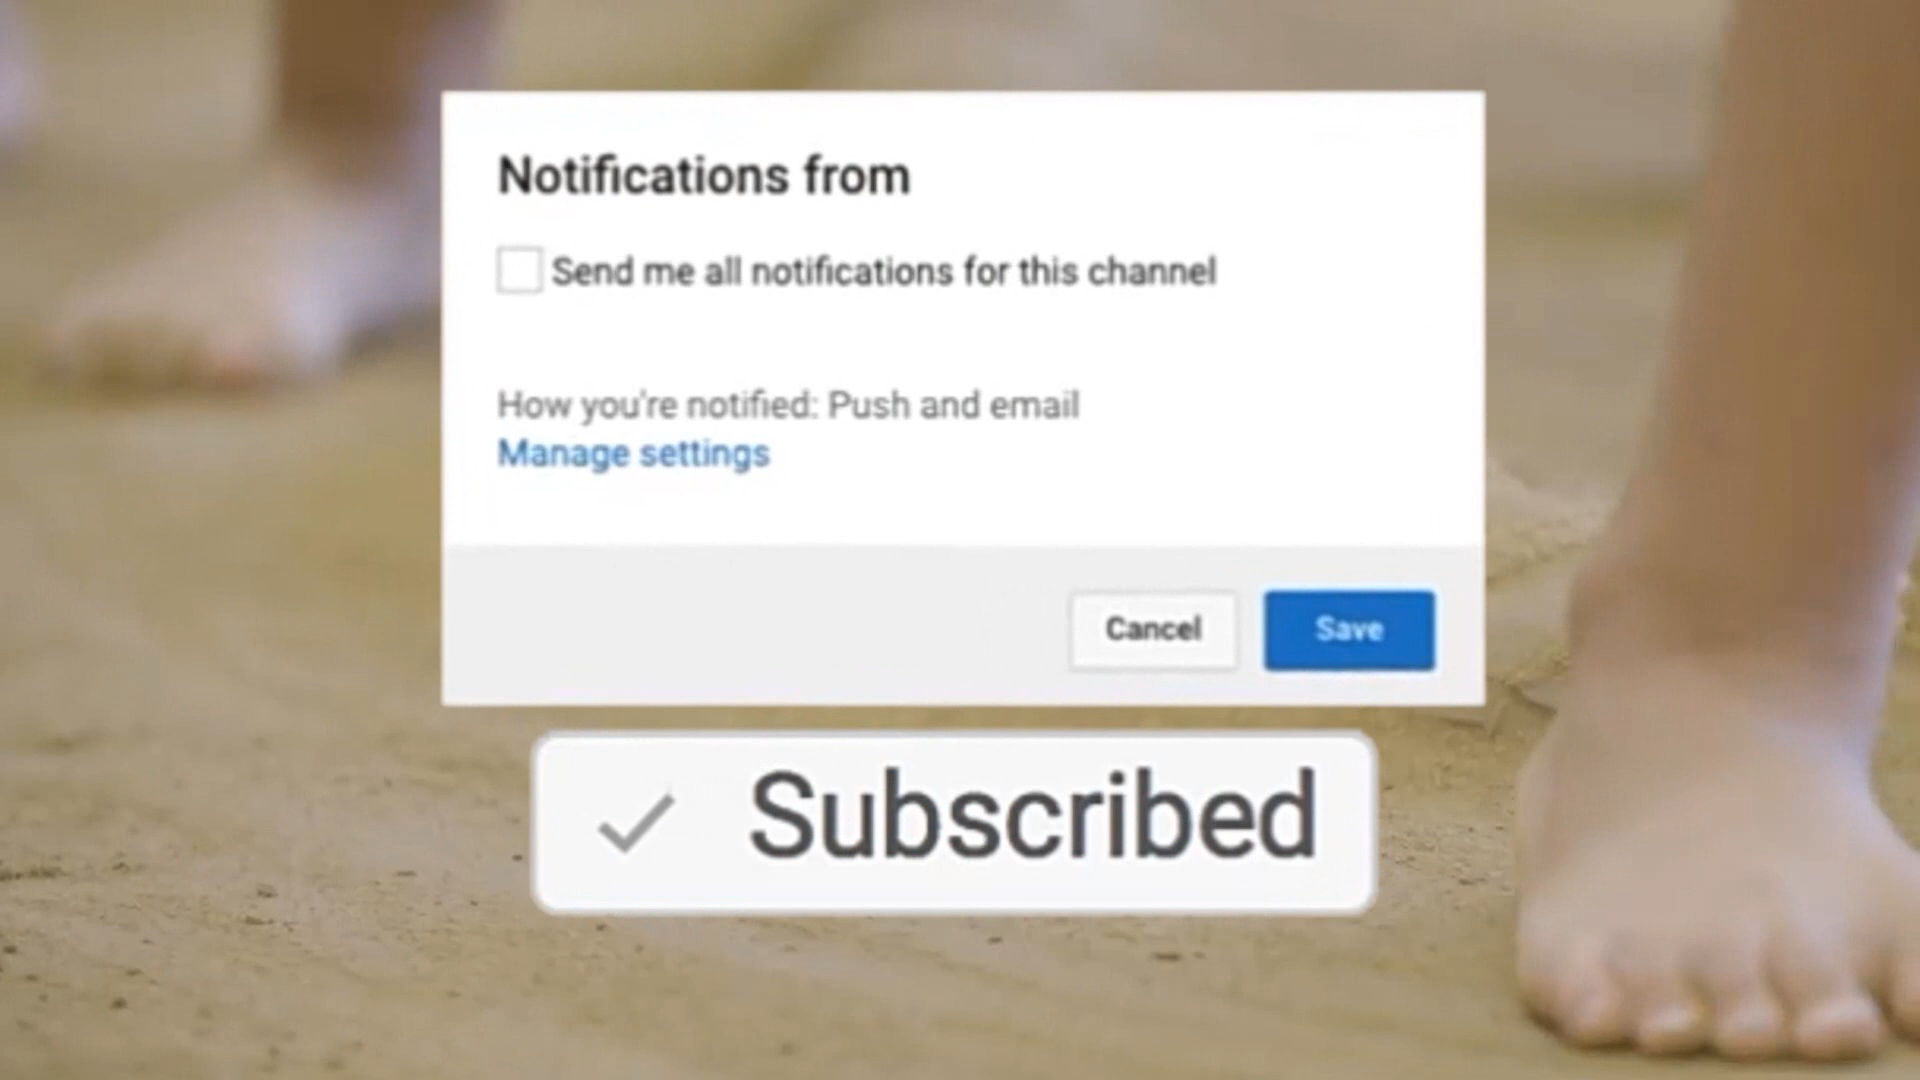 Notifications from
Send me all notifications for this channel
How you're notified: Push and email
Manage settings
Cancel
Save
Subscribed